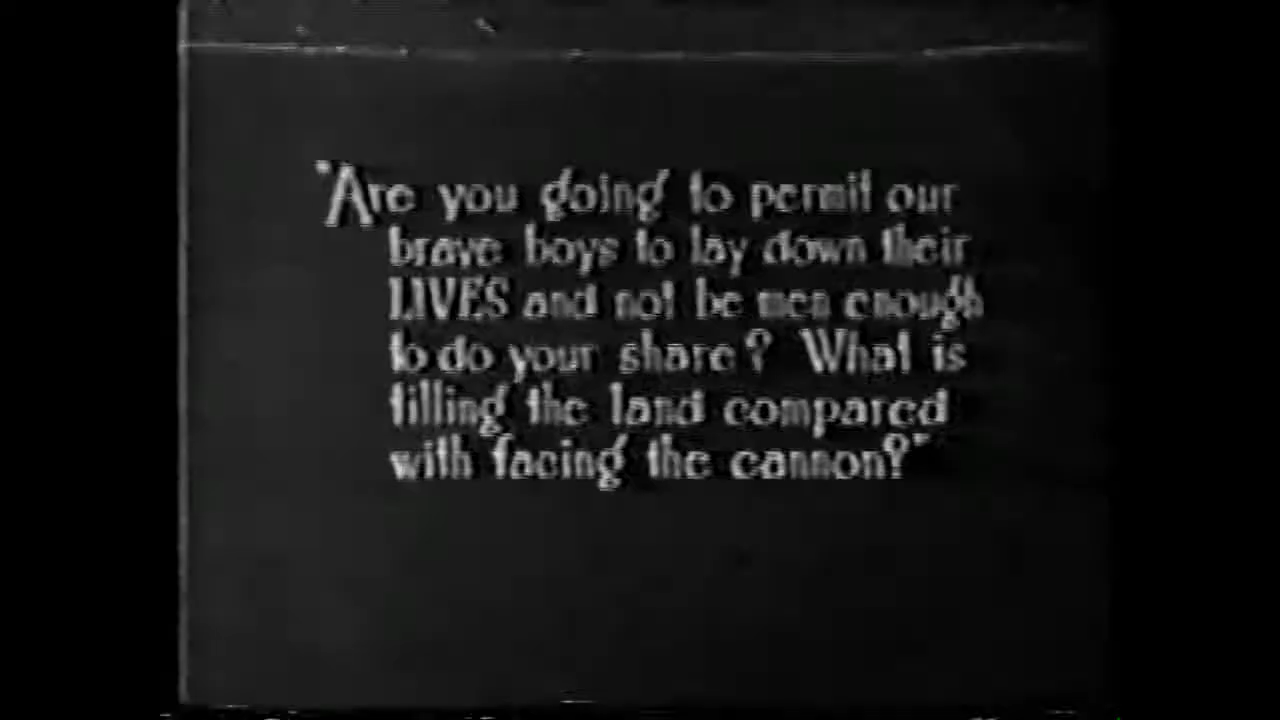 "Are you going to permit our
brave boys to lay down their
LIVES and not be men enough
to do your share? What is
tilling the land compared
with facing the cannon?"